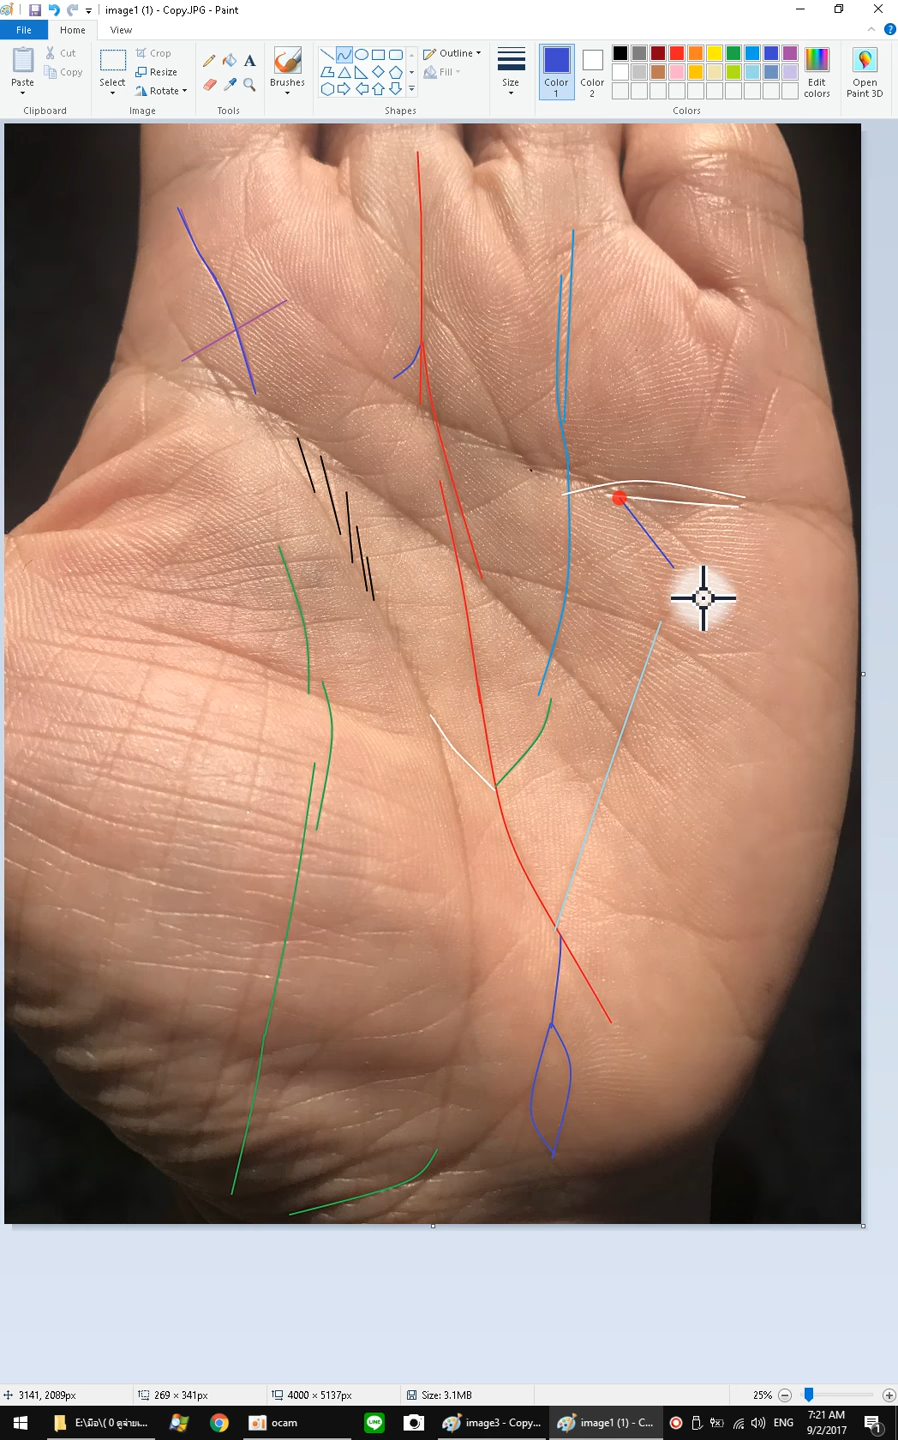 image1 (1) - Copy.JPG - Paint
File Home View
Paste
Cut
Copy
Clipboard
Select
Crop
Resize
Rotate
Image
A
Tools
Brushes
Outline
Fill
Shapes
Size
Color 1
Color 2
Edit colors
Colors
Open Paint 3D
3141, 2089px 269 × 341px 4000 × 5137px Size: 3.1MB 25%
ocam LINE image3 - Copy... image1 (1) - C... ENG 7:21 AM
9/2/2017 1